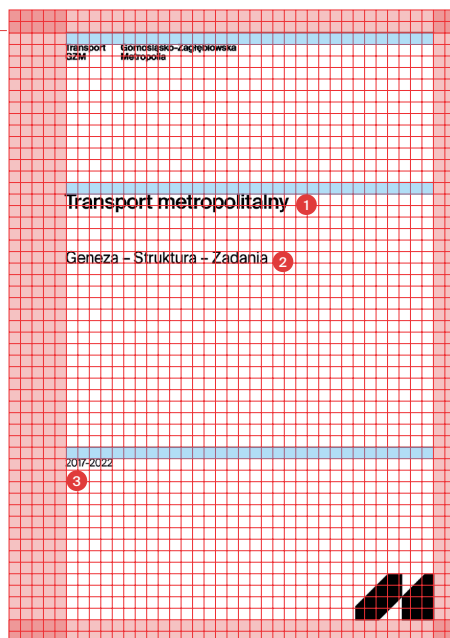 Transport Górnośląsko-Zagłębiowska
GZM Metropolia
Transport metropolitalny 1
Geneza – Struktura – Zadania 2
2017-2022
3